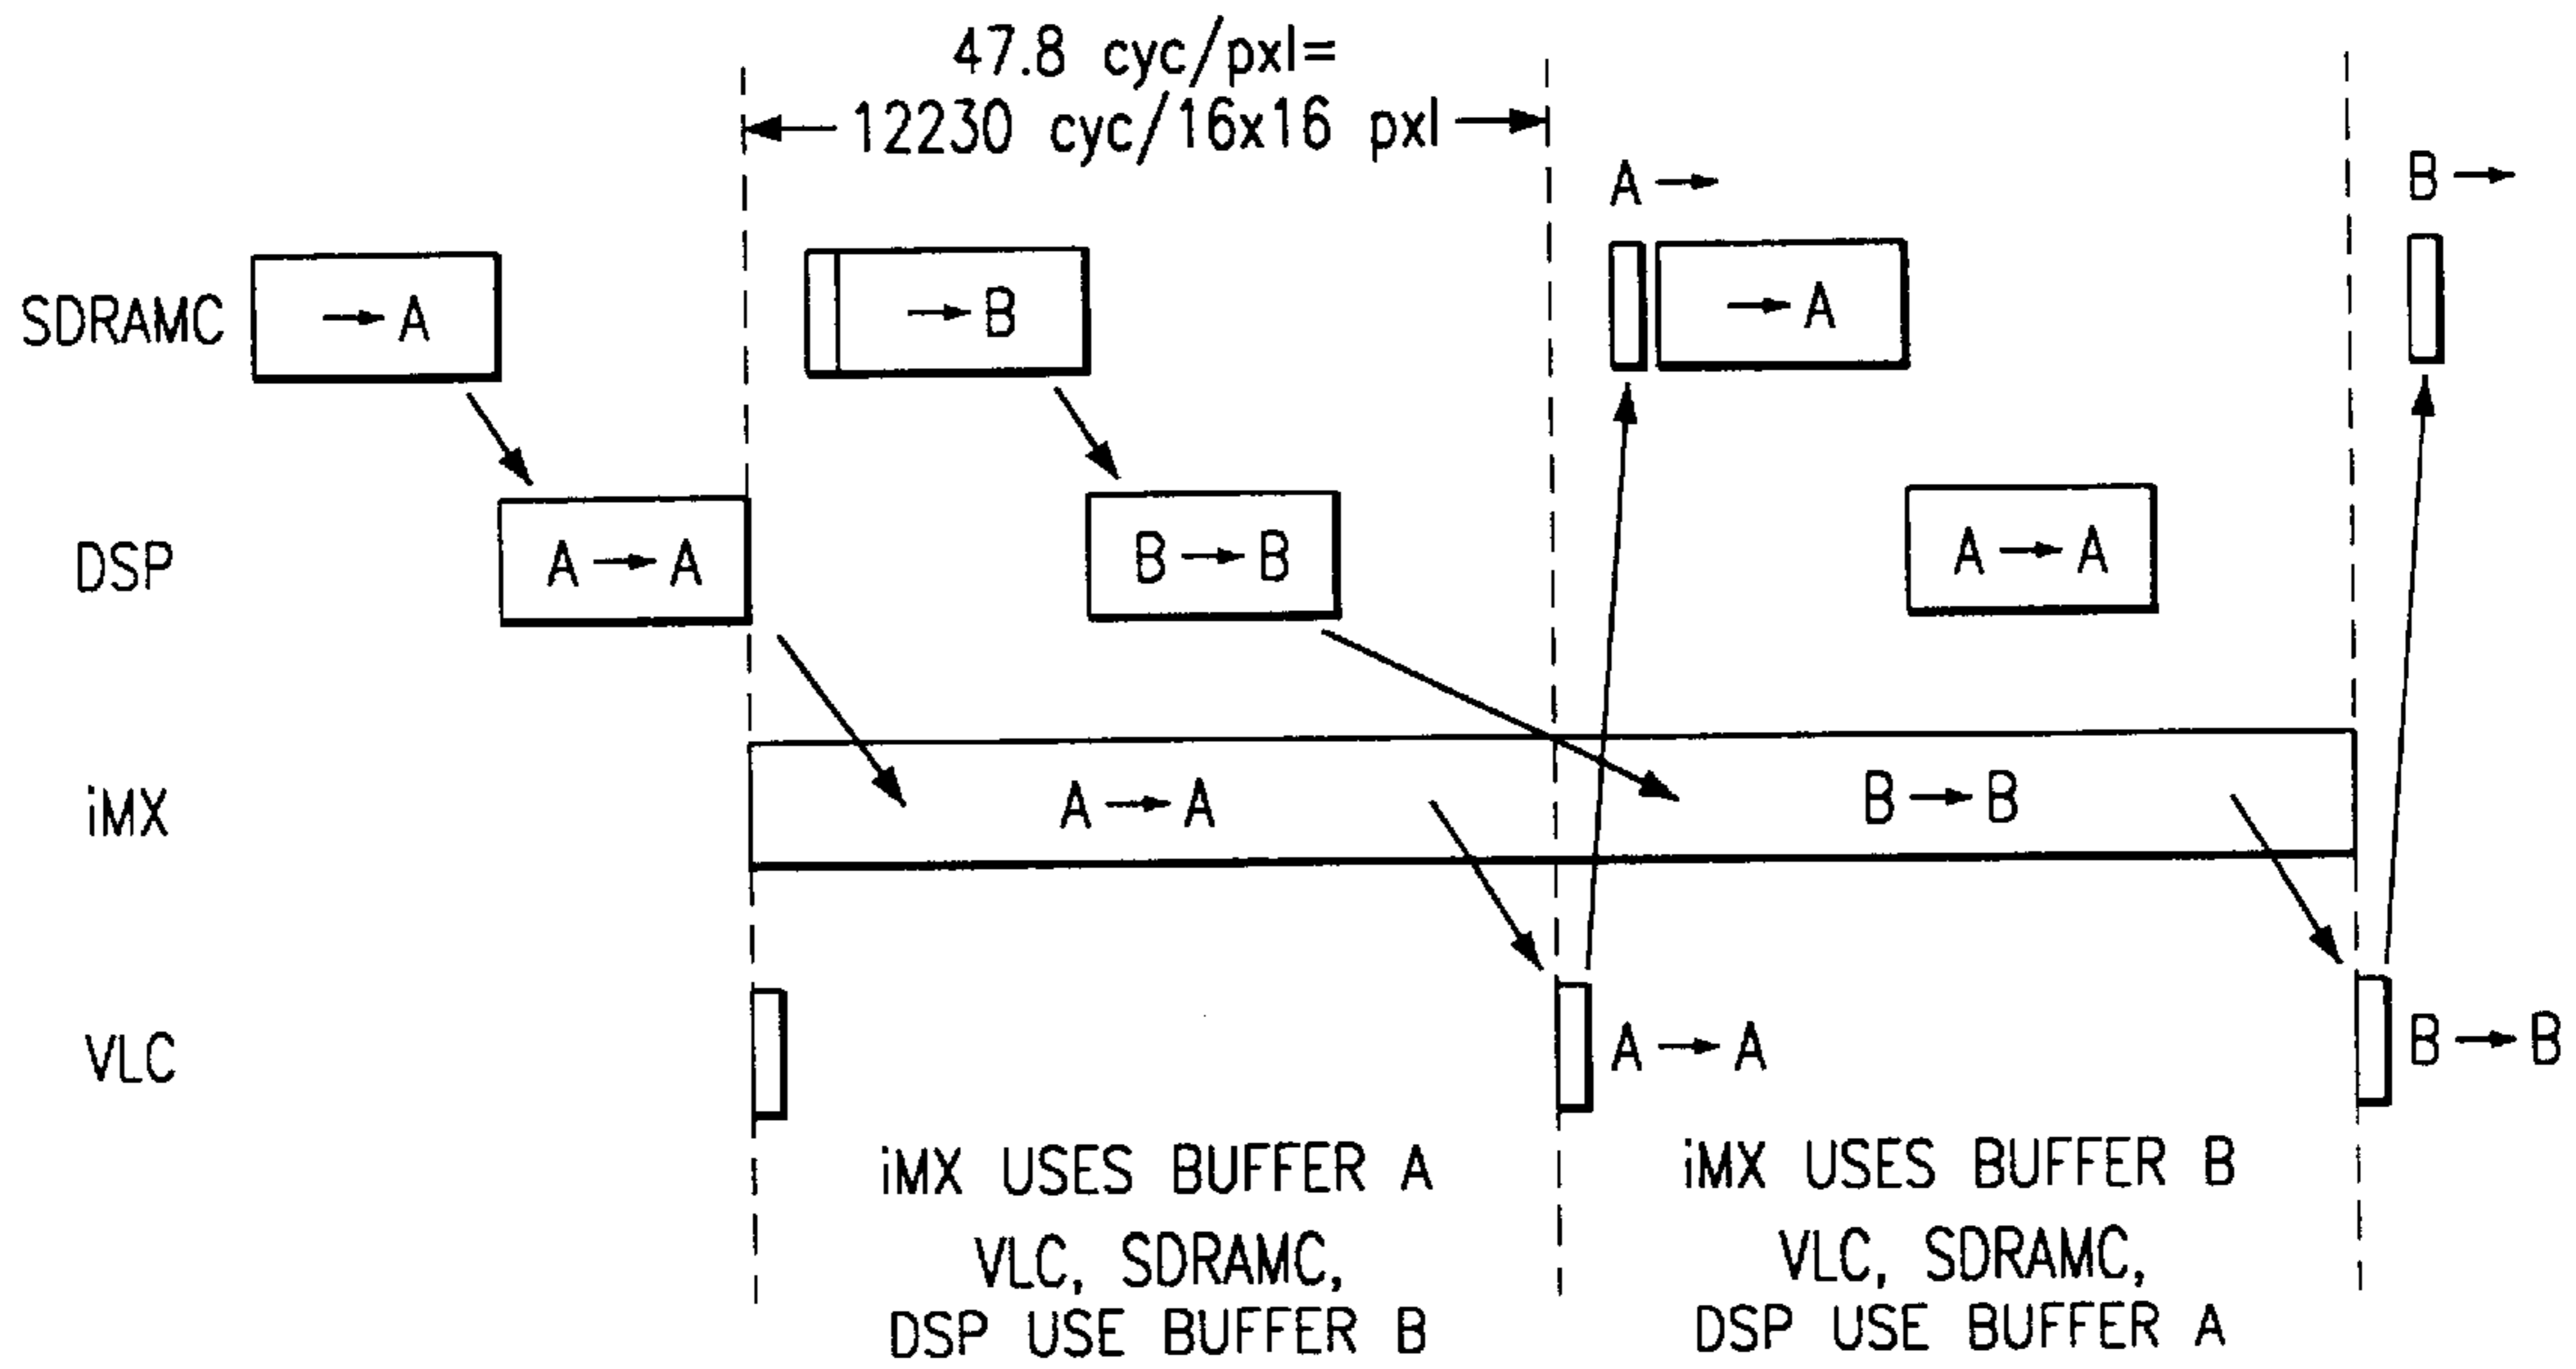 47.8 cyc/pxl=
12230 cyc/16x16 pxl
A → B →
SDRAMC → A → B → A
DSP A → A B → B A → A
iMX A → A B → B
VLC A → A B → B
iMX USES BUFFER A iMX USES BUFFER B
VLC, SDRAMC, VLC, SDRAMC,
DSP USE BUFFER B DSP USE BUFFER A